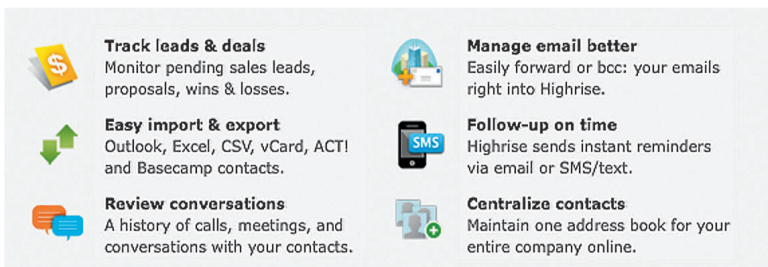 Track leads & deals
Monitor pending sales leads,
proposals, wins & losses.
Easy import & export
Outlook, Excel, CSV, vCard, ACT!
and Basecamp contacts.
Review conversations
A history of calls, meetings, and
conversations with your contacts.
Manage email better
Easily forward or bcc: your emails
right into Highrise.
SMS
Follow-up on time
Highrise sends instant reminders
via email or SMS/text.
Centralize contacts
Maintain one address book for your
entire company online.